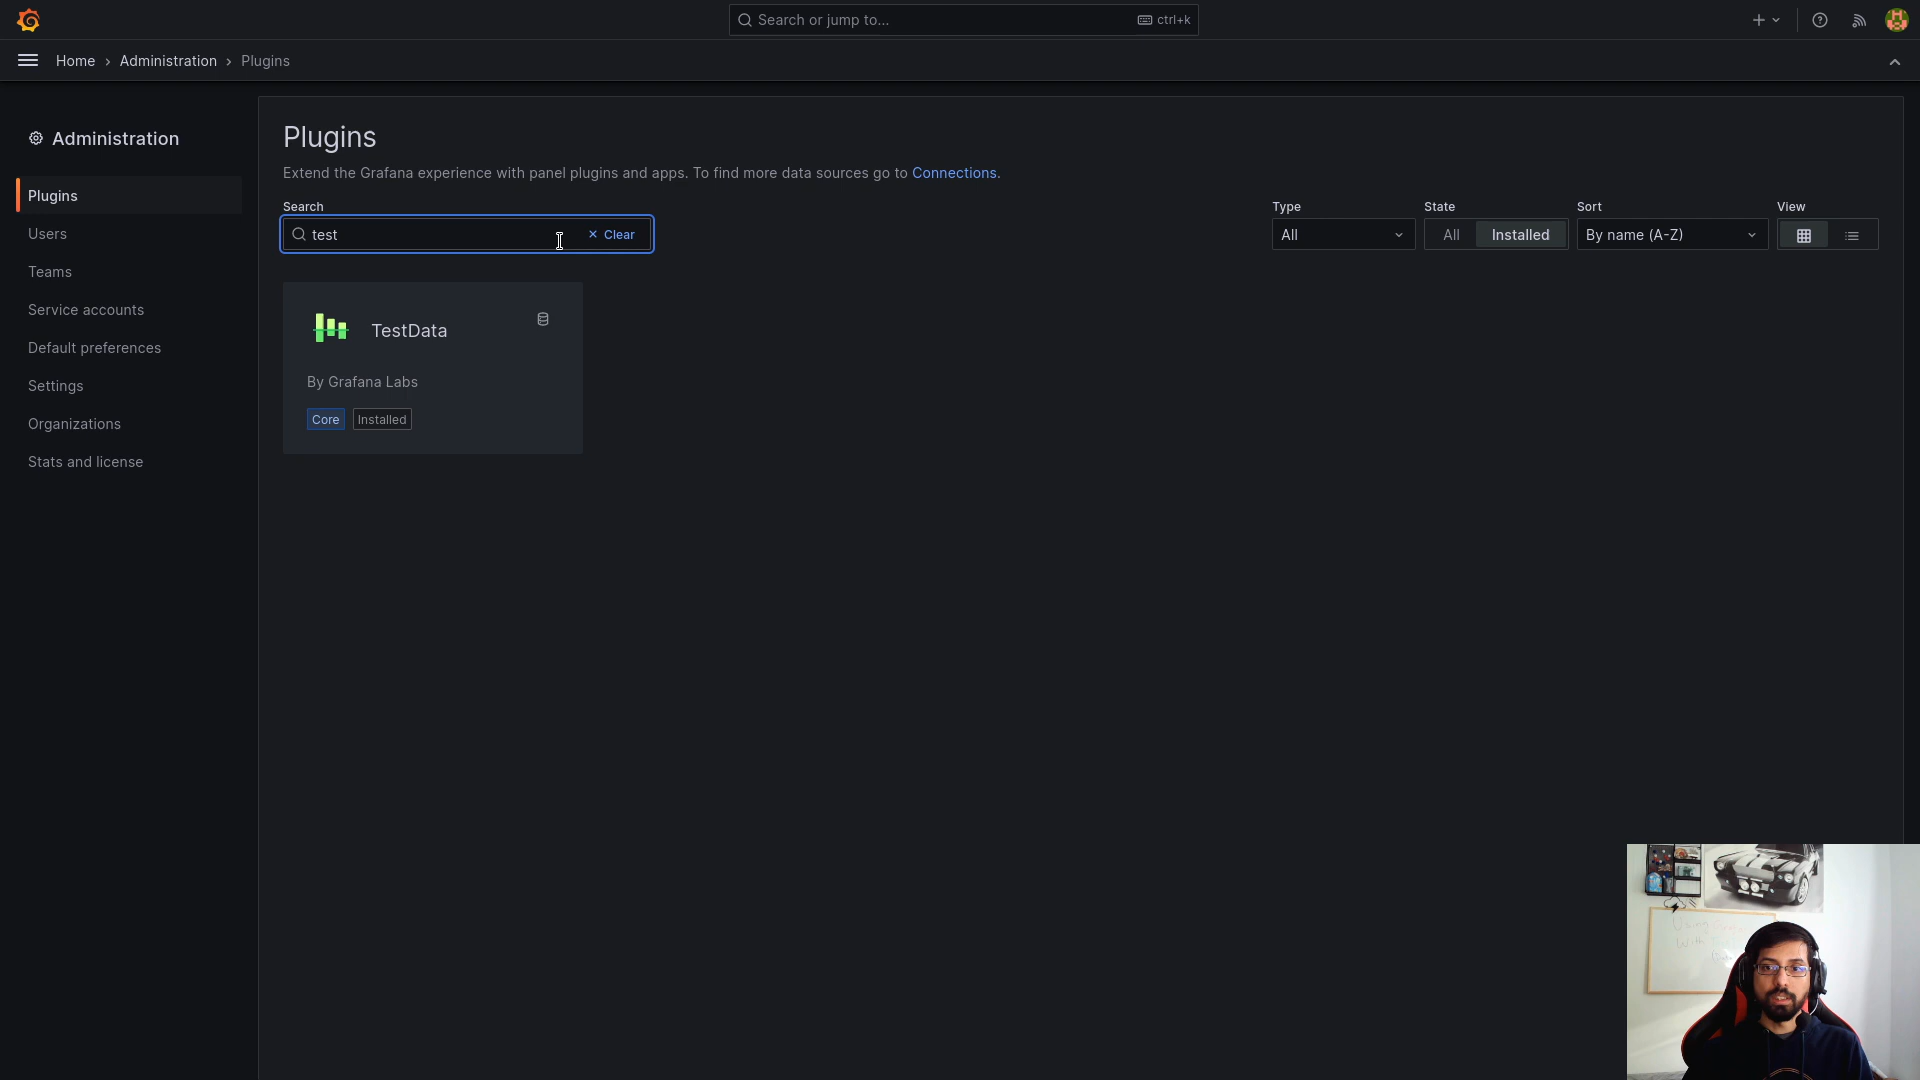 Search or jump to...
ctrl+k
Home › Administration › Plugins
Administration
Plugins
Users
Teams
Service accounts
Default preferences
Settings
Organizations
Stats and license
Plugins
Extend the Grafana experience with panel plugins and apps. To find more data sources go to Connections.
Search
test
Clear
Type
All
State
All
Installed
Sort
By name (A-Z)
View
TestData
By Grafana Labs
Core
Installed